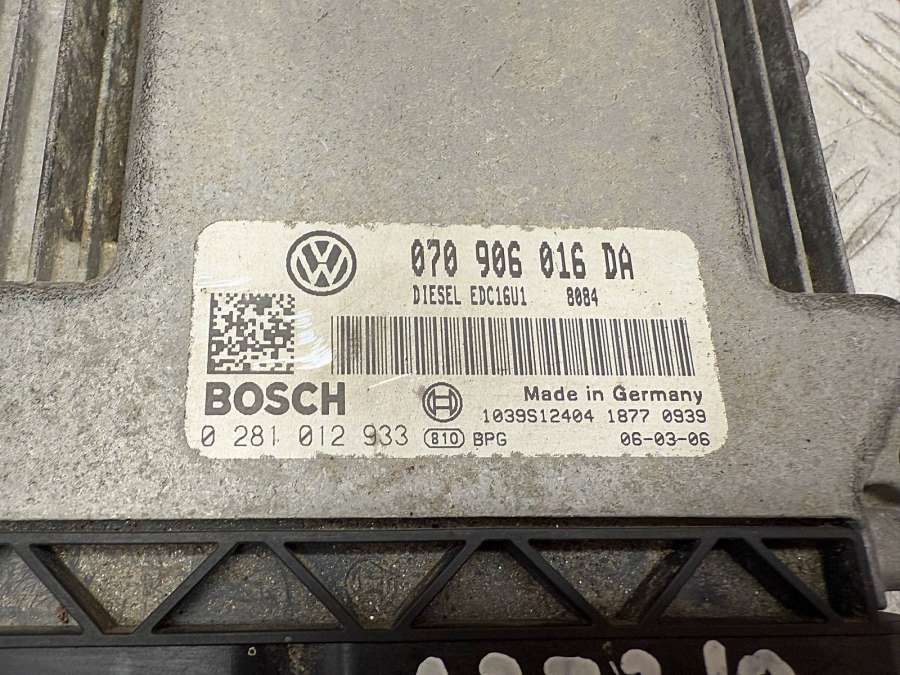 070 906 016 DA
DIESEL EDC16U1 8084
BOSCH
Made in Germany
1039S12404 1877 0939
0 281 012 933 810 BPG 06-03-06